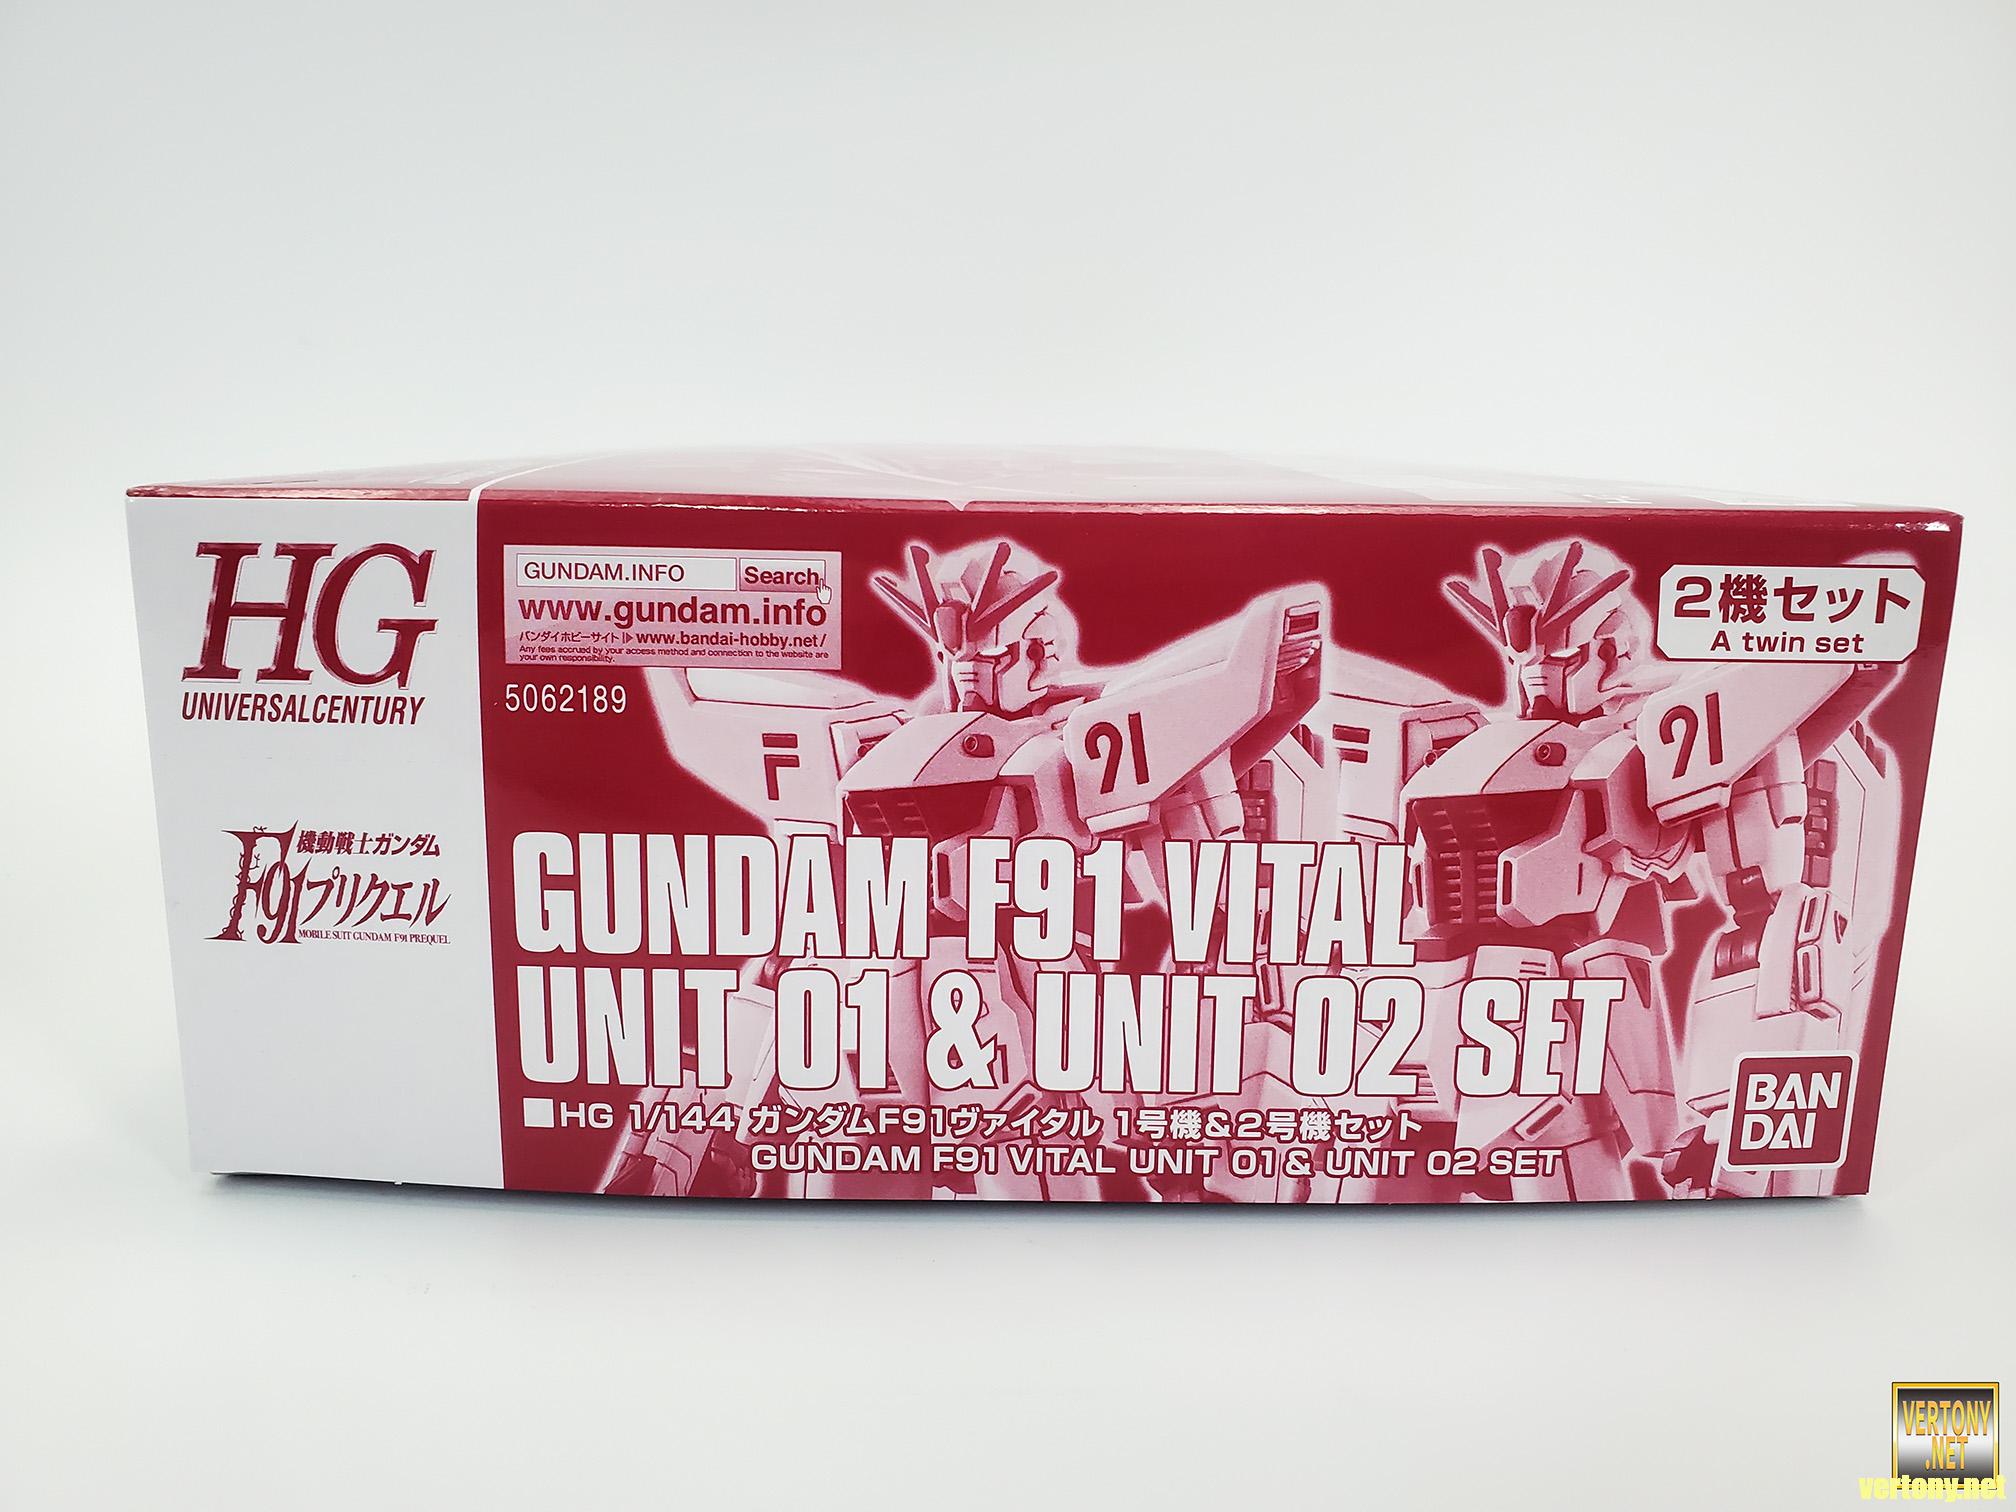 HG
UNIVERSALCENTURY
機動戦士ガンダム
F91プリクエル
MOBILE SUIT GUNDAM F91 PREQUEL
GUNDAM.INFO Search
www.gundam.info
バンダイホビーサイト www.bandai-hobby.net/
Any fees accrued by your access method and connection to the website are
your own responsibility.
5062189
2機セット
A twin set
F
91
F
91
GUNDAM F91 VITAL
UNIT 01 & UNIT 02 SET
■HG 1/144 ガンダムF91ヴァイタル 1号機&2号機セット
GUNDAM F91 VITAL UNIT 01 & UNIT 02 SET
BAN
DAI
VERTONY
.NET
vertony.net